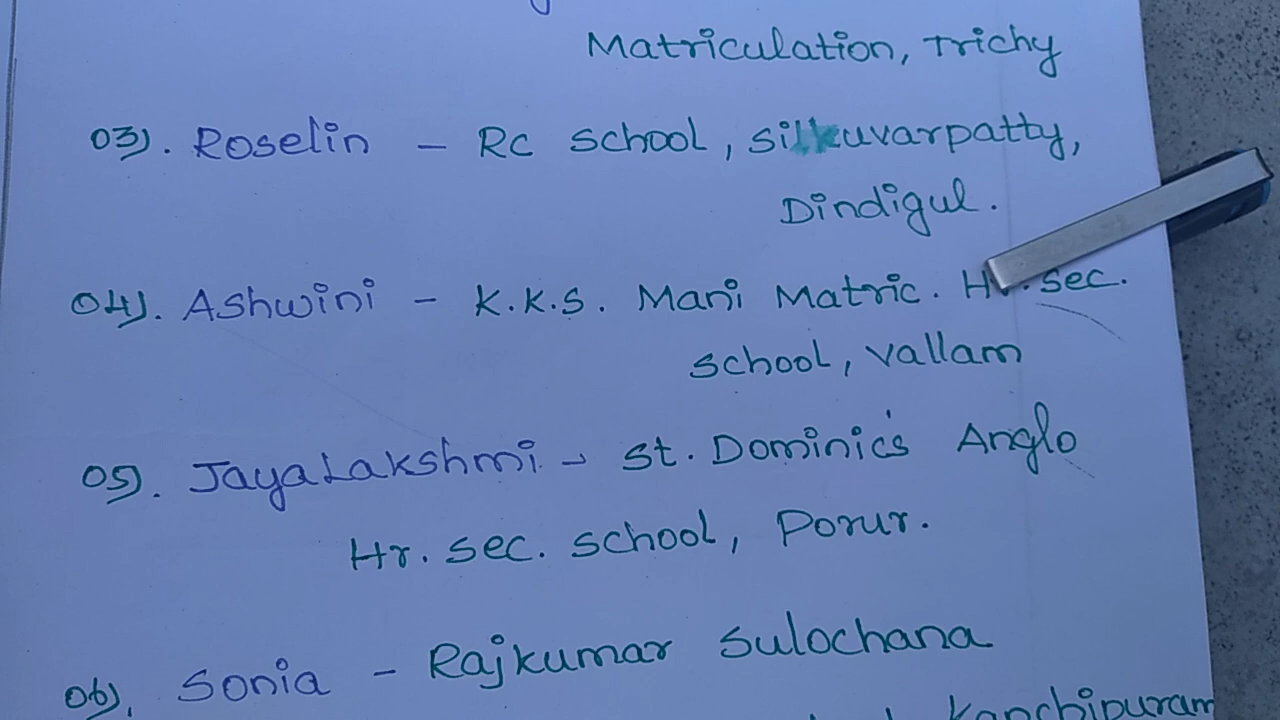 Matriculation, Trichy
03). Roselin - Rc school, silkuvarpatty,
Dindigul.
04). Ashwini - K.K.S. Mani Matric. Hr. sec.
school, vallam
05). JayaLakshmi - st. Dominic's Anglo
Hr. sec. school, Porur.
06). Sonia - Rajkumar Sulochana
Kanchipuram